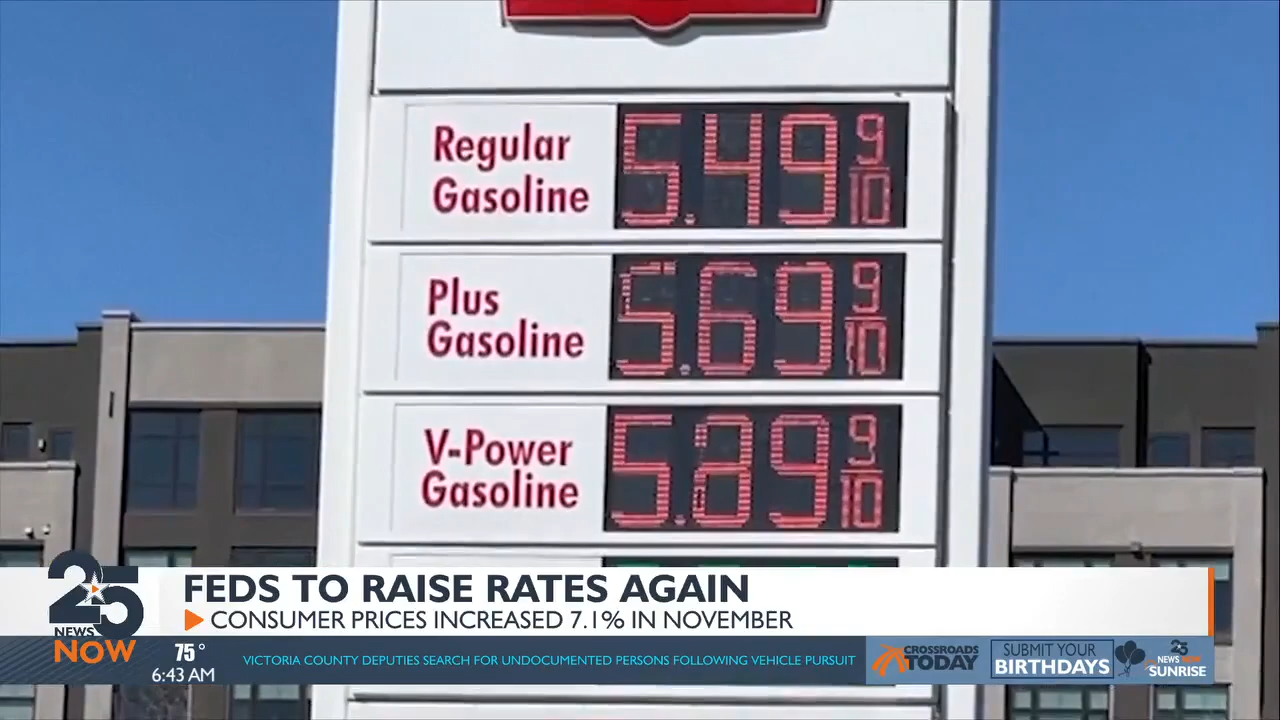 Regular
Gasoline
5.49 9/10
Plus
Gasoline
5.69 9/10
V-Power
Gasoline
5.89 9/10
FEDS TO RAISE RATES AGAIN
CONSUMER PRICES INCREASED 7.1% IN NOVEMBER
25
NEWS
NOW
75°
6:43 AM
VICTORIA COUNTY DEPUTIES SEARCH FOR UNDOCUMENTED PERSONS FOLLOWING VEHICLE PURSUIT
CROSSROADS
TODAY
SUBMIT YOUR
BIRTHDAYS
25
NEWS NOW
SUNRISE